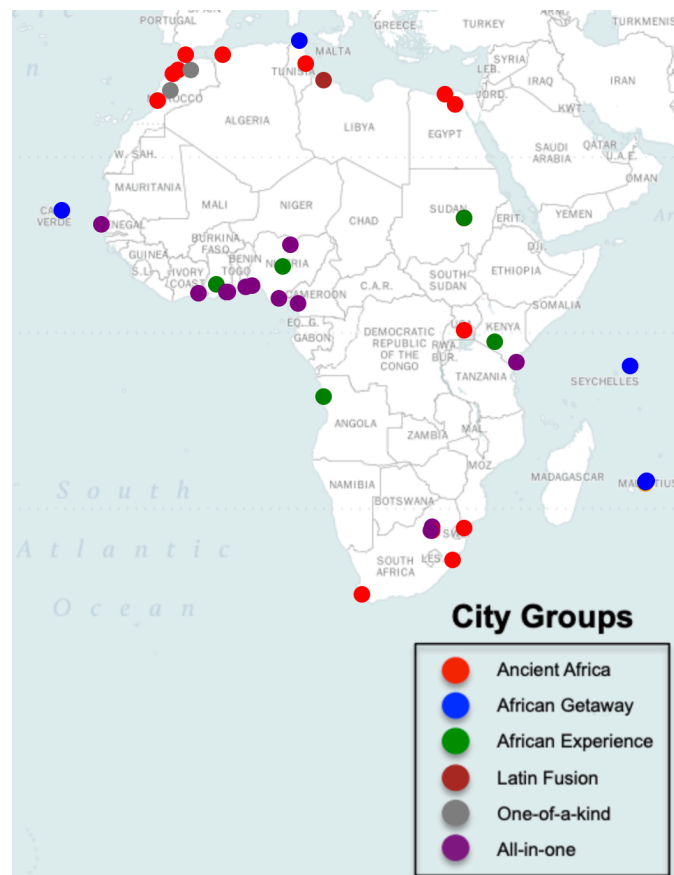 PORTUGAL
GREECE
TURKEY
TURKMENIS
MALTA
TUNISIA
SYRIA
LEB.
IRAQ
IRAN
JORD.
KWT.
ALGERIA
LIBYA
EGYPT
SAUDI
ARABIA
QATAR
U.A.E.
OMAN
W. SAH.
MAURITANIA
MALI
NIGER
CHAD
SUDAN
ERIT.
YEMEN
VERDE
SENEGAL
BURKINA
FASO
GUINEA
BENIN
S.L.
IVORY
COAST
TOGO
NIGERIA
DJI.
ETHIOPIA
SOUTH
SUDAN
C.A.R.
CAMEROON
SOMALIA
EQ. G.
GABON
DEMOCRATIC
REPUBLIC
OF THE
CONGO
KENYA
RWA.
BUR.
TANZANIA
SEYCHELLES
ANGOLA
ZAMBIA
MAL.
MOZ.
NAMIBIA
BOTSWANA
MADAGASCAR
South
Atlantic
Ocean
SOUTH
AFRICA
LES.
City Groups
Ancient Africa
African Getaway
African Experience
Latin Fusion
One-of-a-kind
All-in-one